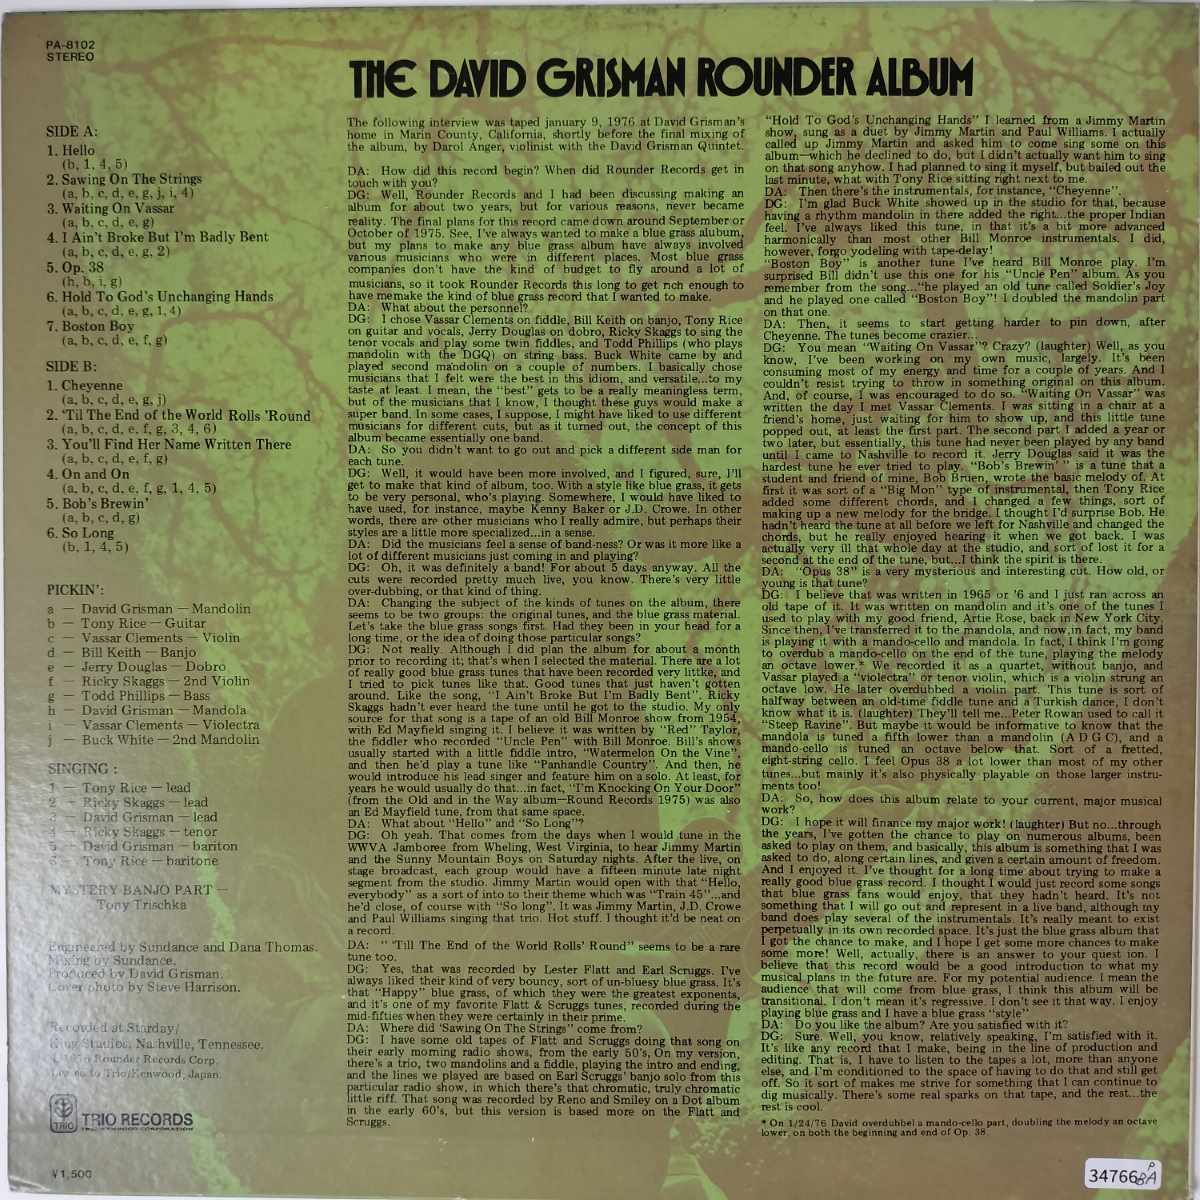 PA-8102
STEREO
THE DAVID GRISMAN ROUNDER ALBUM
SIDE A:
1. Hello
(b, 1, 4, 5)
2. Sawing On The Strings
(a, b, c, d, e, g, j, i, 4)
3. Waiting On Vassar
(a, b, c, d, e, g)
4. I Ain't Broke But I'm Badly Bent
(a, b, c, d, e, g, 2)
5. Op. 38
(h, b, i, g)
6. Hold To God's Unchanging Hands
(a, b, c, d, e, g, 1, 4)
7. Boston Boy
(a, b, c, d, e, f, g)
SIDE B:
1. Cheyenne
(a, b, c, d, e, g, j)
2. 'Til The End of the World Rolls 'Round
(a, b, c, d, e, f, g, 3, 4, 6)
3. You'll Find Her Name Written There
(a, b, c, d, e, f, g)
4. On and On
(a, b, c, d, e, f, g, 1, 4, 5)
5. Bob's Brewin'
(a, b, c, d, g)
6. So Long
(b, 1, 4, 5)
PICKIN':
a — David Grisman — Mandolin
b — Tony Rice — Guitar
c — Vassar Clements — Violin
d — Bill Keith — Banjo
e — Jerry Douglas — Dobro
f — Ricky Skaggs — 2nd Violin
g — Todd Phillips — Bass
h — David Grisman — Mandola
i — Vassar Clements — Violectra
j — Buck White — 2nd Mandolin
SINGING :
1 — Tony Rice — lead
2 — Ricky Skaggs — lead
3 — David Grisman — lead
4 — Ricky Skaggs — tenor
5 — David Grisman — bariton
6 — Tony Rice — baritone
MYSTERY BANJO PART —
Tony Trischka
Engineered by Sundance and Dana Thomas.
Mixing by Sundance.
Produced by David Grisman.
Cover photo by Steve Harrison.
Recorded at Starday/
King Studios, Nashville, Tennessee.
Rounder Records Corp.
Trio/Kenwood, Japan.
TRIO
TRIO RECORDS
¥1,500
The following interview was taped january 9, 1976 at David Grisman's
home in Marin County, California, shortly before the final mixing of
the album, by Darol Anger, violinist with the David Grisman Quintet.
DA: How did this record begin? When did Rounder Records get in
touch with you?
DG: Well, Rounder Records and I had been discussing making an
album for about two years, but for various reasons, never became
reality. The final plans for this record came down around September or
October of 1975. See, I've always wanted to make a blue grass alubum,
but my plans to make any blue grass album have always involved
various musicians who were in different places. Most blue grass
companies don't have the kind of budget to fly around a lot of
musicians, so it took Rounder Records this long to get rich enough to
have memake the kind of blue grass record that I wanted to make.
DA: What about the personnel?
DG: I chose Vassar Clements on fiddle, Bill Keith on banjo, Tony Rice
on guitar and vocals, Jerry Douglas on dobro, Ricky Skaggs to sing the
tenor vocals and play some twin fiddles, and Todd Phillips (who plays
mandolin with the DGQ) on string bass. Buck White came by and
played second mandolin on a couple of numbers. I basically chose
musicians that I felt were the best in this idiom, and versatile...to my
taste at least. I mean, the "best" gets to be a really meaningless term,
but of the musicians that I know, I thought these guys would make a
super band. In some cases, I suppose, I might have liked to use different
musicians for different cuts, but as it turned out, the concept of this
album became essentially one band.
DA: So you didn't want to go out and pick a different side man for
each tune.
DG: Well, it would have been more involved, and I figured, sure, I'll
get to make that kind of album, too. With a style like blue grass, it gets
to be very personal, who's playing. Somewhere, I would have liked to
have used, for instance, maybe Kenny Baker or J.D. Crowe. In other
words, there are other musicians who I really admire, but perhaps their
styles are a little more specialized...in a sense.
DA: Did the musicians feel a sense of band-ness? Or was it more like a
lot of different musicians just coming in and playing?
DG: Oh, it was definitely a band! For about 5 days anyway. All the
cuts were recorded pretty much live, you know. There's very little
over-dubbing, or that kind of thing.
DA: Changing the subject of the kinds of tunes on the album, there
seems to be two groups: the original tunes, and the blue grass material.
Let's take the blue grass songs first. Had they been in your head for a
long time, or the idea of doing those particular songs?
DG: Not really. Although I did plan the album for about a month
prior to recording it; that's when I selected the material. There are a lot
of really good blue grass tunes that have been recorded very littke, and
I tried to pick tunes like that. Good tunes that just haven't gotten
around. Like the song, "I Ain't Broke But I'm Badly Bent". Ricky
Skaggs hadn't ever heard the tune until he got to the studio. My only
source for that song is a tape of an old Bill Monroe show from 1954,
with Ed Mayfield singing it. I believe it was written by "Red" Taylor,
the fiddler who recorded "Uncle Pen" with Bill Monroe. Bill's shows
usually started with a little fiddle intro, "Watermelon On the Vine",
and then he'd play a tune like "Panhandle Country". And then, he
would introduce his lead singer and feature him on a solo. At least, for
years he would usually do that...in fact, "I'm Knocking On Your Door"
(from the Old and in the Way album—Round Records 1975) was also
an Ed Mayfield tune, from that same space.
DA: What about "Hello" and "So Long"?
DG: Oh yeah. That comes from the days when I would tune in the
WWVA Jamboree from Wheling, West Virginia, to hear Jimmy Martin
and the Sunny Mountain Boys on Saturday nights. After the live, on
stage broadcast, each group would have a fifteen minute late night
segment from the studio. Jimmy Martin would open with that "Hello,
everybody" as a sort of into to their theme which was "Train 45"...and
he'd close, of course with "So long". It was Jimmy Martin, J.D. Crowe
and Paul Williams singing that trio. Hot stuff. I thought it'd be neat on
a record.
DA: " 'Till The End of the World Rolls' Round" seems to be a rare
tune too.
DG: Yes, that was recorded by Lester Flatt and Earl Scruggs. I've
always liked their kind of very bouncy, sort of un-bluesy blue grass. It's
that "Happy" blue grass, of which they were the greatest exponents,
and it's one of my favorite Flatt & Scruggs tunes, recorded during the
mid-fifties when they were certainly in their prime.
DA: Where did 'Sawing On The Strings" come from?
DG: I have some old tapes of Flatt and Scruggs doing that song on
their early morning radio shows, from the early 50's, On my version,
there's a trio, two mandolins and a fiddle, playing the intro and ending,
and the lines we played are based on Earl Scruggs' banjo solo from this
particular radio show, in which there's that chromatic, truly chromatic
little riff. That song was recorded by Reno and Smiley on a Dot album
in the early 60's, but this version is based more on the Flatt and
Scruggs.
"Hold To God's Unchanging Hands" I learned from a Jimmy Martin
show, sung as a duet by Jimmy Martin and Paul Williams. I actually
called up Jimmy Martin and asked him to come sing some on this
album—which he declined to do, but I didn't actually want him to sing
on that song anyhow. I had planned to sing it myself, but bailed out the
last minute, what with Tony Rice sitting right next to me.
DA: Then there's the instrumentals, for instance, "Cheyenne".
DG: I'm glad Buck White showed up in the studio for that, because
having a rhythm mandolin in there added the right...the proper Indian
feel. I've always liked this tune, in that it's a bit more advanced
harmonically than most other Bill Monroe instrumentals. I did,
however, forgo yodeling with tape-delay!
"Boston Boy" is another tune I've heard Bill Monroe play. I'm
surprised Bill didn't use this one for his "Uncle Pen" album. As you
remember from the song..."he played an old tune called Soldier's Joy
and he played one called "Boston Boy"! I doubled the mandolin part
on that one.
DA: Then, it seems to start getting harder to pin down, after
Cheyenne. The tunes become crazier...
DG: You mean "Waiting On Vassar"? Crazy? (laughter) Well, as you
know, I've been working on my own music, largely. It's been
consuming most of my energy and time for a couple of years. And I
couldn't resist trying to throw in something original on this album.
And, of course, I was encouraged to do so. "Waiting On Vassar" was
written the day I met Vassar Clements. I was sitting in a chair at a
friend's home, just waiting for him to show up, and this little tune
popped out, at least the first part. The second part I added a year or
two later, but essentially, this tune had never been played by any band
until I came to Nashville to record it. Jerry Douglas said it was the
hardest tune he ever tried to play. "Bob's Brewin' " is a tune that a
student and friend of mine, Bob Bruen, wrote the basic melody of. At
first it was sort of a "Big Mon" type of instrumental, then Tony Rice
added some different chords, and I changed a few things, sort of
making up a new melody for the bridge. I thought I'd surprise Bob. He
hadn't heard the tune at all before we left for Nashville and changed the
chords, but he really enjoyed hearing it when we got back. I was
actually very ill that whole day at the studio, and sort of lost it for a
second at the end of the tune, but...I think the spirit is there.
DA: "Opus 38" is a very mysterious and interesting cut. How old, or
young is that tune?
DG: I believe that was written in 1965 or '6 and I just ran across an
old tape of it. It was written on mandolin and it's one of the tunes I
used to play with my good friend, Artie Rose, back in New York City.
Since then, I've transferred it to the mandola, and now,in fact, my band
is playing it with a mando-cello and mandola. In fact, I think I'm going
to overdub a mando-cello on the end of the tune, playing the melody
an octave lower.* We recorded it as a quartet, without banjo, and
Vassar played a "violectra" or tenor violin, which is a violin strung an
octave low. He later overdubbed a violin part. This tune is sort of
halfway between an old-time fiddle tune and a Turkish dance, I don't
know what it is. (laughter) They'll tell me...Peter Rowan used to call it
"Steep Ravine". But maybe it would be informative to know that the
mandola is tuned a fifth lower than a mandolin (A D G C), and a
mando-cello is tuned an octave below that. Sort of a fretted,
eight-string cello. I feel Opus 38 a lot lower than most of my other
tunes...but mainly it's also physically playable on those larger instru-
ments too!
DA: So, how does this album relate to your current, major musical
work?
DG: I hope it will finance my major work! (laughter) But no...through
the years, I've gotten the chance to play on numerous albums, been
asked to play on them, and basically, this album is something that I was
asked to do, along certain lines, and given a certain amount of freedom.
And I enjoyed it. I've thought for a long time about trying to make a
really good blue grass record. I thought I would just record some songs
that blue grass fans would enjoy, that they hadn't heard. It's not
something that I will go out and represent in a live band, although my
band does play several of the instrumentals. It's really meant to exist
perpetually in its own recorded space. It's just the blue grass album that
I got the chance to make, and I hope I get some more chances to make
some more! Well, actually, there is an answer to your quest ion. I
believe that this record would be a good introduction to what my
musical plans in the future are. For my potential audience. I mean the
audience that will come from blue grass, I think this album will be
transitional. I don't mean it's regressive. I don't see it that way. I enjoy
playing blue grass and I have a blue grass "style"
DA: Do you like the album? Are you satisfied with it?
DG: Sure. Well, you know, relatively speaking, I'm satisfied with it.
It's like any record that I make, being in the line of production and
editing. That is, I have to listen to the tapes a lot, more than anyone
else, and I'm conditioned to the space of having to do that and still get
off. So it sort of makes me strive for something that I can continue to
dig musically. There's some real sparks on that tape, and the rest...the
rest is cool.
* On 1/24/76 David overdubbel a mando-cello part, doubling the melody an octave
lower, on both the beginning and end of Op. 38.
34766
P
BA